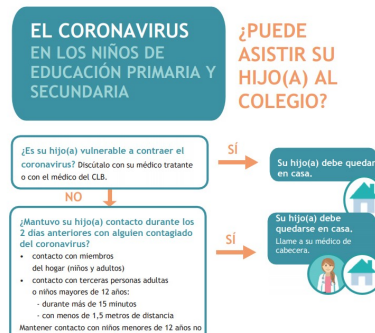 EL CORONAVIRUS
EN LOS NIÑOS DE
EDUCACIÓN PRIMARIA Y
SECUNDARIA
¿PUEDE
ASISTIR SU
HIJO(A) AL
COLEGIO?
¿Es su hijo(a) vulnerable a contraer el
coronavirus? Discútalo con su médico tratante
o con el médico del CLB.
SÍ
Su hijo(a) debe quedar
en casa.
NO
¿Mantuvo su hijo(a) contacto durante los
2 días anteriores con alguien contagiado
del coronavirus?
• contacto con miembros
del hogar (niños y adultos)
• contacto con terceras personas adultas
o niños mayores de 12 años:
- durante más de 15 minutos
- con menos de 1,5 metros de distancia
Mantener contacto con niños menores de 12 años no
SÍ
Su hijo(a) debe
quedarse en casa.
Llame a su médico de
cabecera.